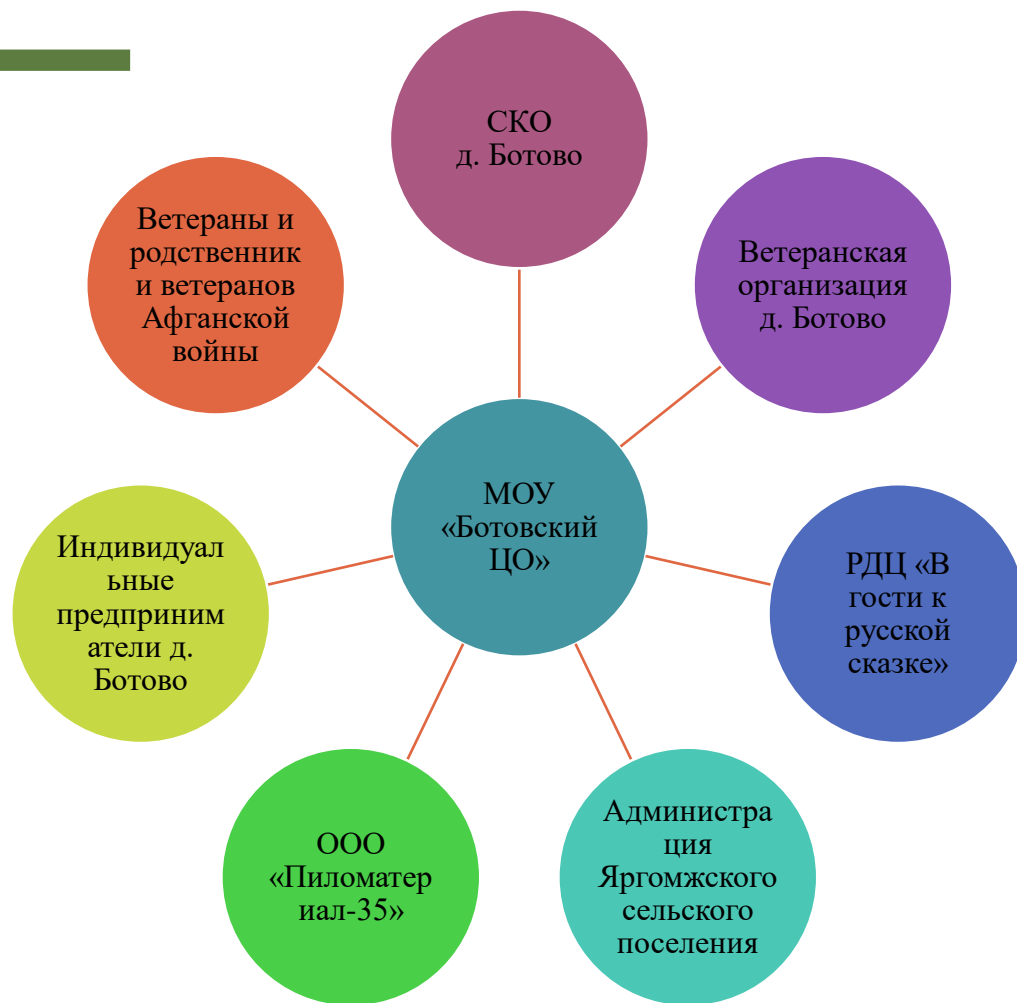 СКО
д. Ботово
Ветеранская
организация
д. Ботово
РДЦ «В
гости к
русской
сказке»
Администра
ция
Яргомжского
сельского
поселения
ООО
«Пиломатер
иал-35»
Индивидуал
ьные
предприним
атели д.
Ботово
Ветераны и
родственник
и ветеранов
Афганской
войны
МОУ
«Ботовский
ЦО»